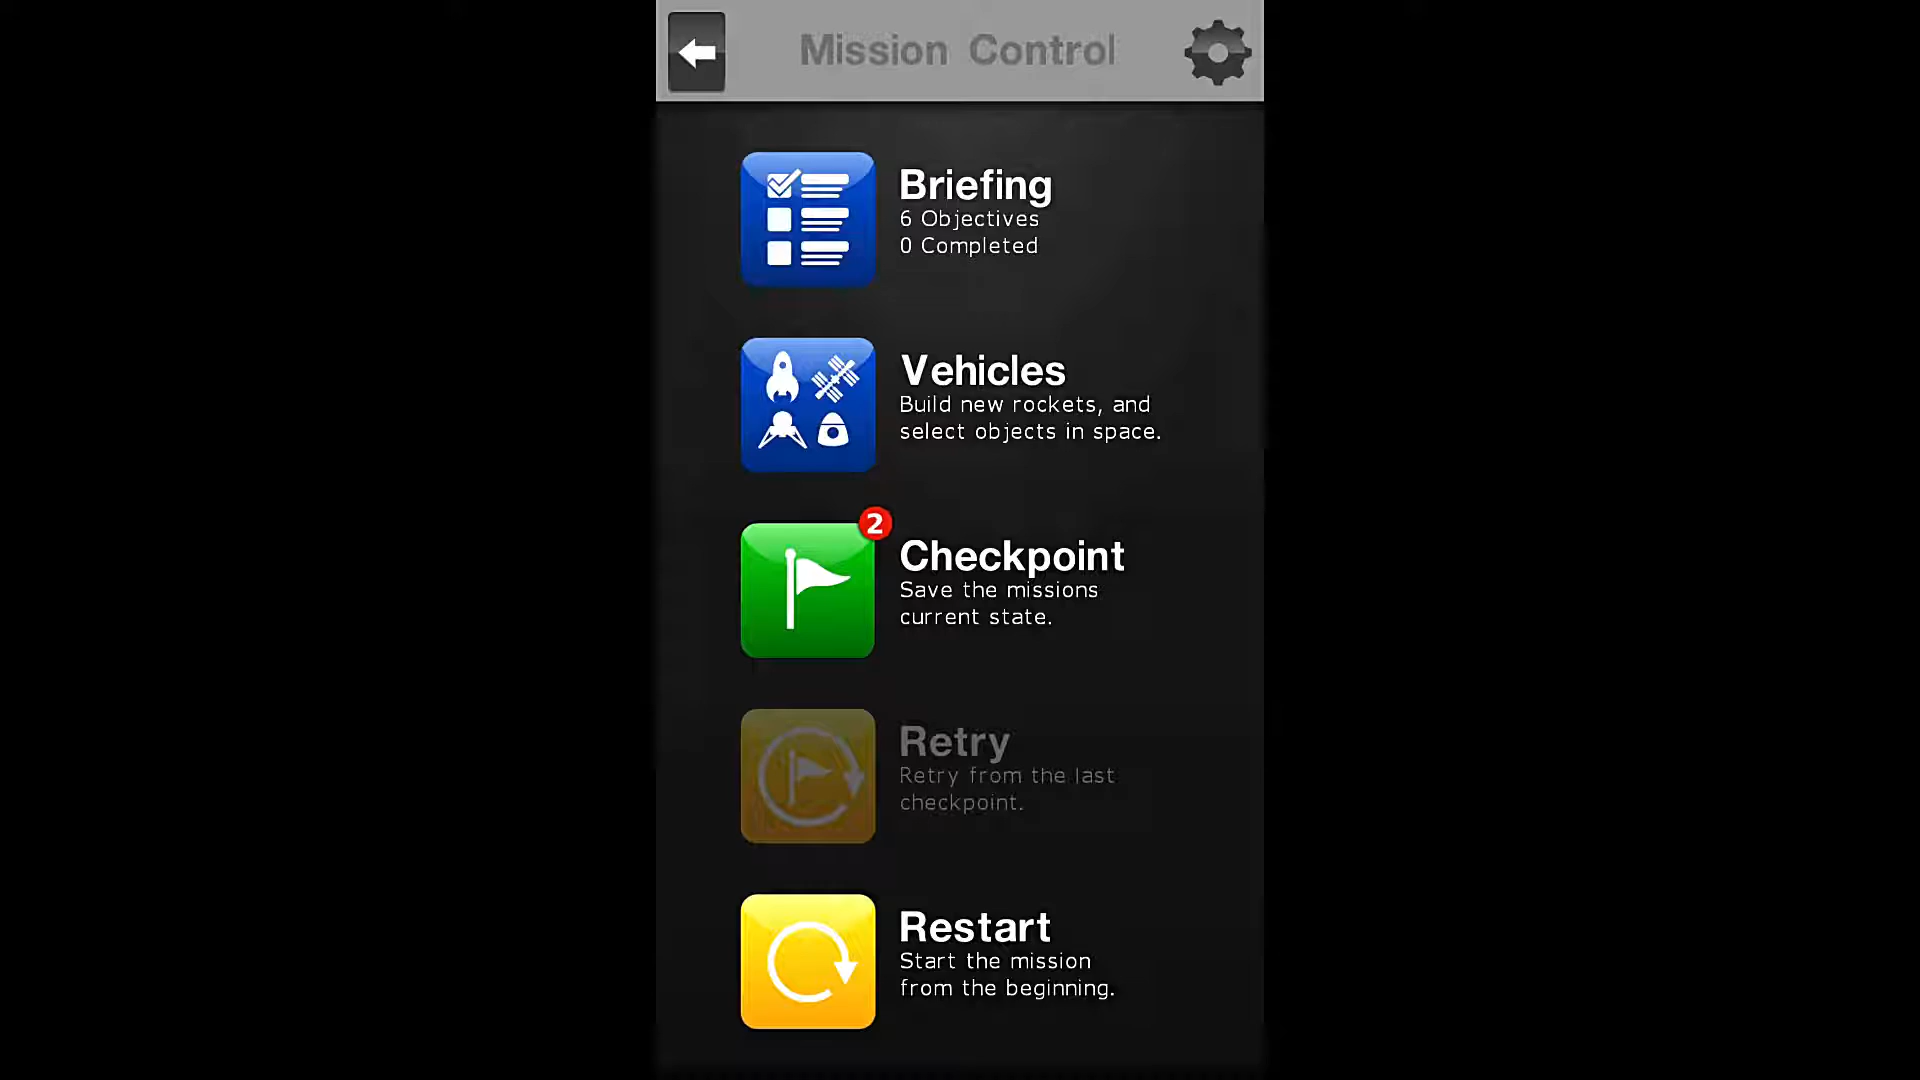 Mission Control
Briefing
6 Objectives
0 Completed
Vehicles
Build new rockets, and
select objects in space.
2
Checkpoint
Save the missions
current state.
Retry
Retry from the last
checkpoint.
Restart
Start the mission
from the beginning.